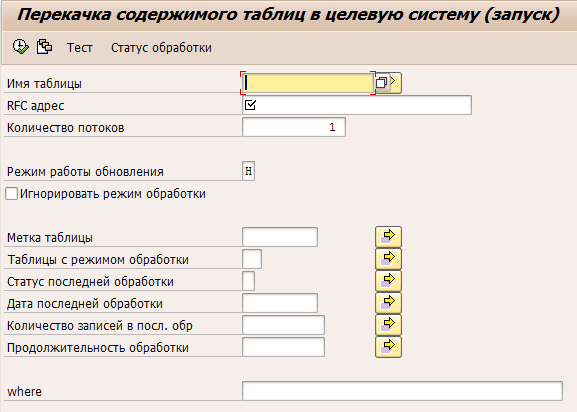 Перекачка содержимого таблиц в целевую систему (запуск)
Тест Статус обработки
Имя таблицы
RFC адрес
Количество потоков 1
Режим работы обновления H
Игнорировать режим обработки
Метка таблицы
Таблицы с режимом обработки
Статус последней обработки
Дата последней обработки
Количество записей в посл. обр
Продолжительность обработки
where